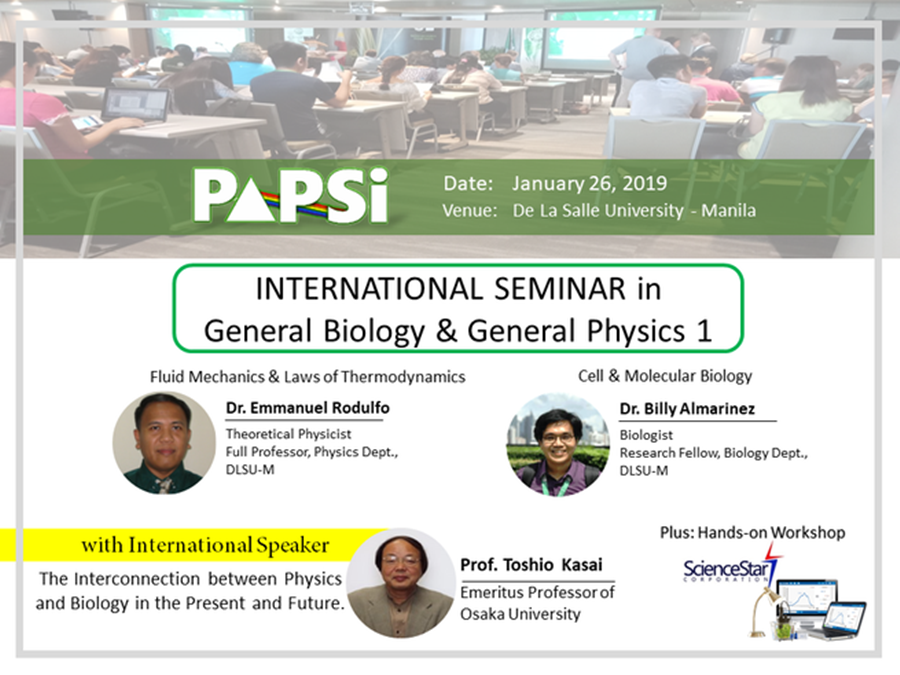 PAPSi
Date: January 26, 2019
Venue: De La Salle University - Manila
INTERNATIONAL SEMINAR in
General Biology & General Physics 1
Fluid Mechanics & Laws of Thermodynamics
Dr. Emmanuel Rodulfo
Theoretical Physicist
Full Professor, Physics Dept.,
DLSU-M
Cell & Molecular Biology
Dr. Billy Almarinez
Biologist
Research Fellow, Biology Dept.,
DLSU-M
with International Speaker
The Interconnection between Physics
and Biology in the Present and Future.
Prof. Toshio Kasai
Emeritus Professor of
Osaka University
Plus: Hands-on Workshop
ScienceStar
CORPORATION